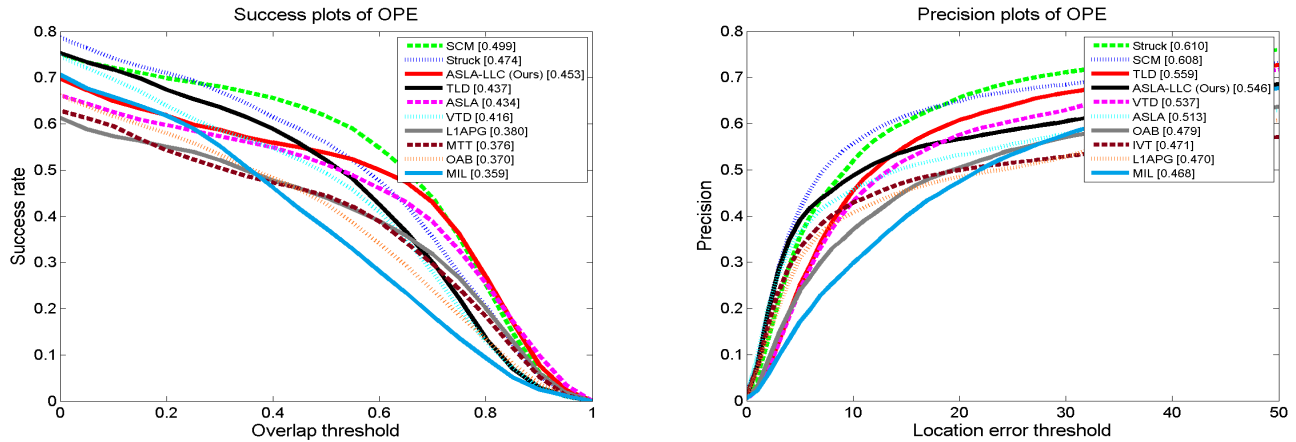 Success plots of OPE
Success rate
0.8
0.7
0.6
0.5
0.4
0.3
0.2
0.1
0
SCM [0.499]
Struck [0.474]
ASLA-LLC (Ours) [0.453]
TLD [0.437]
ASLA [0.434]
VTD [0.416]
L1APG [0.380]
MTT [0.376]
OAB [0.370]
MIL [0.359]
0 0.2 0.4 0.6 0.8 1
Overlap threshold
Precision plots of OPE
Precision
0.8
0.7
0.6
0.5
0.4
0.3
0.2
0.1
0
Struck [0.610]
SCM [0.608]
TLD [0.559]
ASLA-LLC (Ours) [0.546]
VTD [0.537]
ASLA [0.513]
OAB [0.479]
IVT [0.471]
L1APG [0.470]
MIL [0.468]
0 10 20 30 40 50
Location error threshold